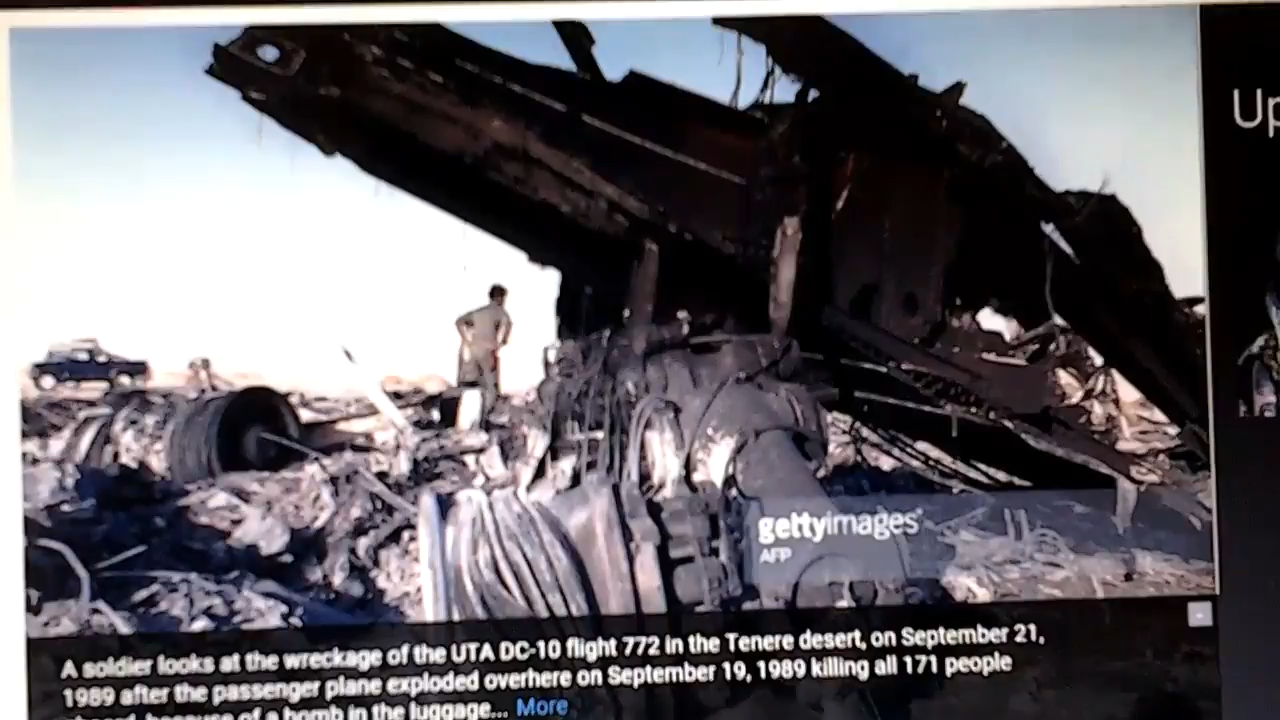 Up
gettyimages®
AFP
A soldier looks at the wreckage of the UTA DC-10 flight 772 in the Tenere desert, on September 21,
1989 after the passenger plane exploded overhere on September 19, 1989 killing all 171 people
aboard, because of a bomb in the luggage... More